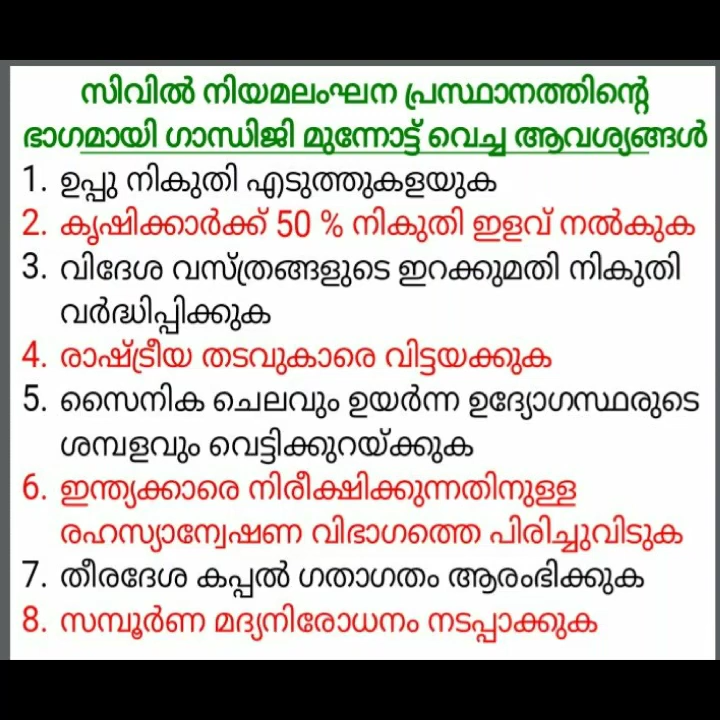 സിവിൽ നിയമലംഘന പ്രസ്ഥാനത്തിന്റെ
ഭാഗമായി ഗാന്ധിജി മുന്നോട്ട് വെച്ച ആവശ്യങ്ങൾ
1. ഉപ്പു നികുതി എടുത്തുകളയുക
2. കൃഷിക്കാർക്ക് 50 % നികുതി ഇളവ് നൽകുക
3. വിദേശ വസ്ത്രങ്ങളുടെ ഇറക്കുമതി നികുതി
വർദ്ധിപ്പിക്കുക
4. രാഷ്ട്രീയ തടവുകാരെ വിട്ടയക്കുക
5. സൈനിക ചെലവും ഉയർന്ന ഉദ്യോഗസ്ഥരുടെ
ശമ്പളവും വെട്ടിക്കുറയ്ക്കുക
6. ഇന്ത്യക്കാരെ നിരീക്ഷിക്കുന്നതിനുള്ള
രഹസ്യാന്വേഷണ വിഭാഗത്തെ പിരിച്ചുവിടുക
7. തീരദേശ കപ്പൽ ഗതാഗതം ആരംഭിക്കുക
8. സമ്പൂർണ മദ്യനിരോധനം നടപ്പാക്കുക